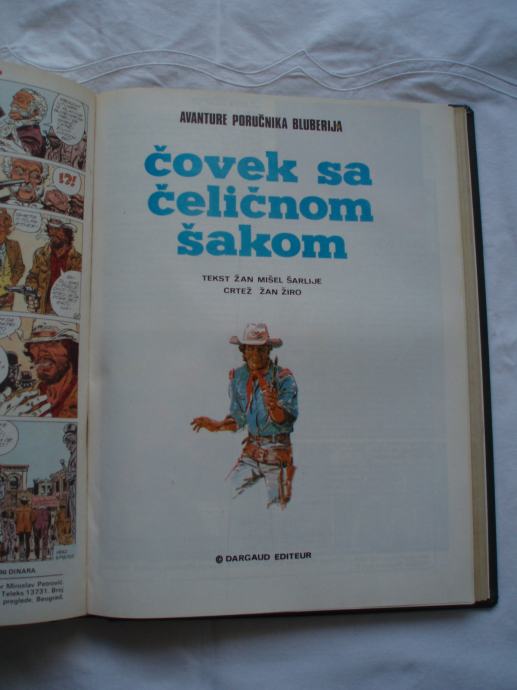 AVANTURE PORUČNIKA BLUBERIJA
čovek sa
čeličnom
šakom
TEKST ŽAN MIŠEL ŠARLIJE
CRTEŽ ŽAN ŽIRO
© DARGAUD EDITEUR
!?!
DINARA
Miroslav Petrović.
Teleks 13731. Broj
preglede, Beograd.